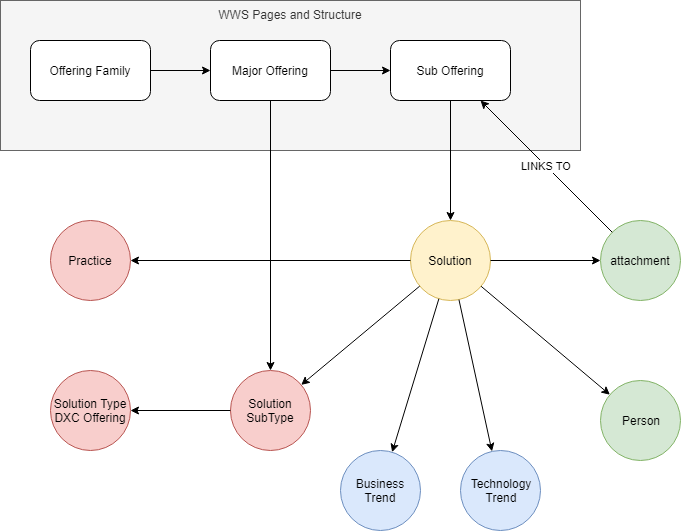 WWS Pages and Structure
Offering Family
Major Offering
Sub Offering
LINKS TO
Practice
Solution
attachment
Solution Type
DXC Offering
Solution
SubType
Person
Business
Trend
Technology
Trend